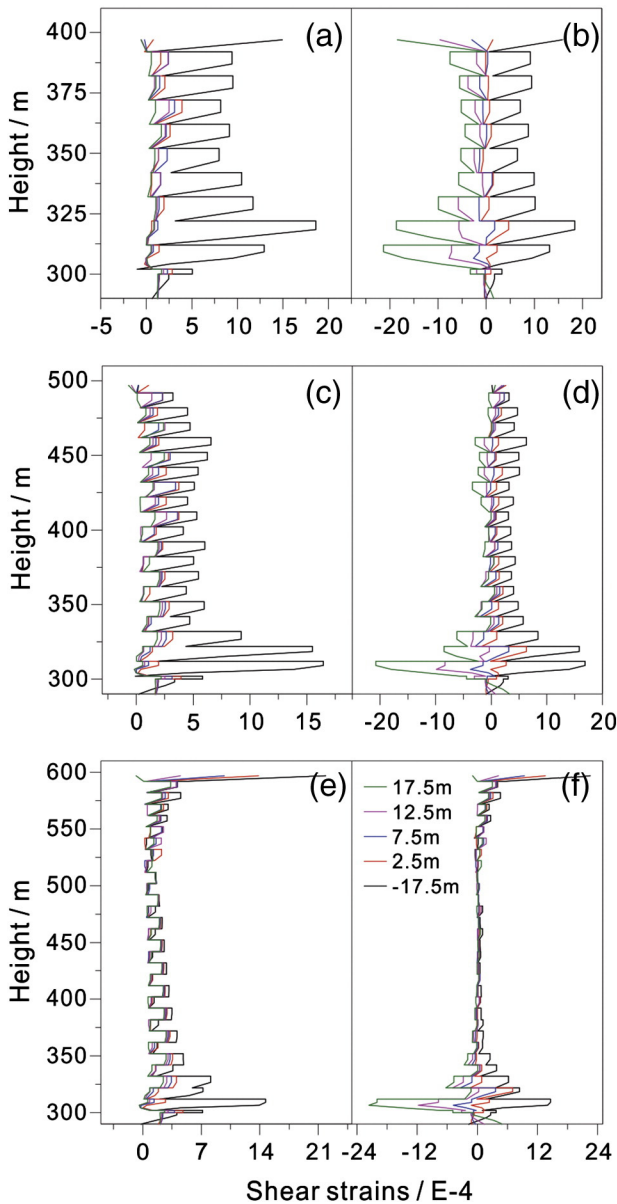 (a) (b)
400
375
350
325
300
Height / m
-5 0 5 10 15 20 -20 -10 0 10 20
(c) (d)
500
450
400
350
300
Height / m
0 5 10 15 -20 -10 0 10 20
(e) (f)
600
550
500
450
400
350
300
Height / m
17.5m
12.5m
7.5m
2.5m
-17.5m
0 7 14 21 -24 -12 0 12 24
Shear strains / E-4